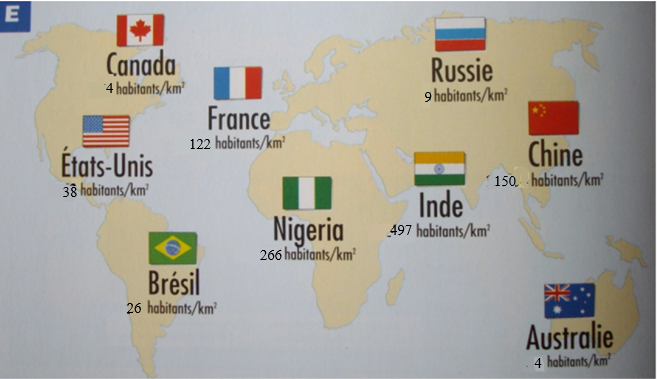 E
Canada
4 habitants/km²
Russie
9 habitants/km²
France
122 habitants/km²
États-Unis
38 habitants/km²
Chine
150 habitants/km²
Inde
497 habitants/km²
Nigeria
266 habitants/km²
Brésil
26 habitants/km²
Australie
4 habitants/km²